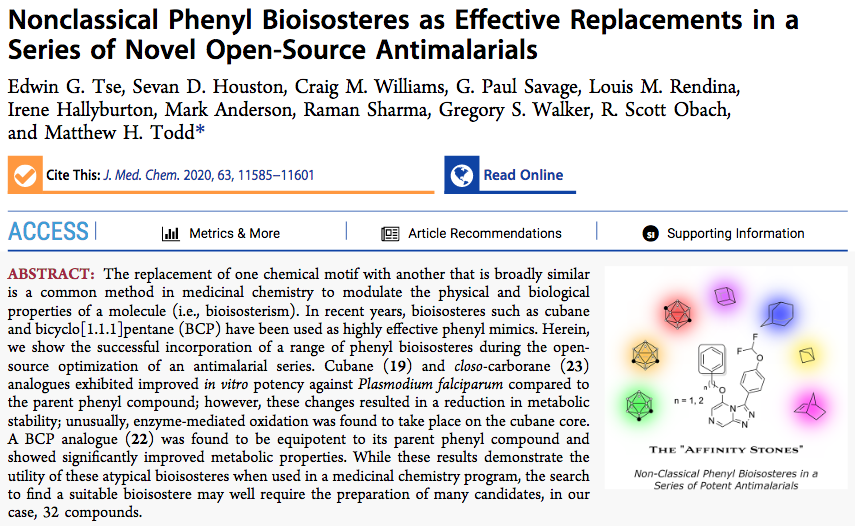 Nonclassical Phenyl Bioisosteres as Effective Replacements in a
Series of Novel Open-Source Antimalarials
Edwin G. Tse, Sevan D. Houston, Craig M. Williams, G. Paul Savage, Louis M. Rendina,
Irene Hallyburton, Mark Anderson, Raman Sharma, Gregory S. Walker, R. Scott Obach,
and Matthew H. Todd*
Cite This: J. Med. Chem. 2020, 63, 11585–11601
Read Online
ACCESS
Metrics & More
Article Recommendations
SI Supporting Information
ABSTRACT: The replacement of one chemical motif with another that is broadly similar
is a common method in medicinal chemistry to modulate the physical and biological
properties of a molecule (i.e., bioisosterism). In recent years, bioisosteres such as cubane
and bicyclo[1.1.1]pentane (BCP) have been used as highly effective phenyl mimics. Herein,
we show the successful incorporation of a range of phenyl bioisosteres during the open-
source optimization of an antimalarial series. Cubane (19) and closo-carborane (23)
analogues exhibited improved in vitro potency against Plasmodium falciparum compared to
the parent phenyl compound; however, these changes resulted in a reduction in metabolic
stability; unusually, enzyme-mediated oxidation was found to take place on the cubane core.
A BCP analogue (22) was found to be equipotent to its parent phenyl compound and
showed significantly improved metabolic properties. While these results demonstrate the
utility of these atypical bioisosteres when used in a medicinal chemistry program, the search
to find a suitable bioisostere may well require the preparation of many candidates, in our
case, 32 compounds.
F
F
O
n
O
n = 1, 2
N
N
N
N
The "Affinity Stones"
Non-Classical Phenyl Bioisosteres in a
Series of Potent Antimalarials